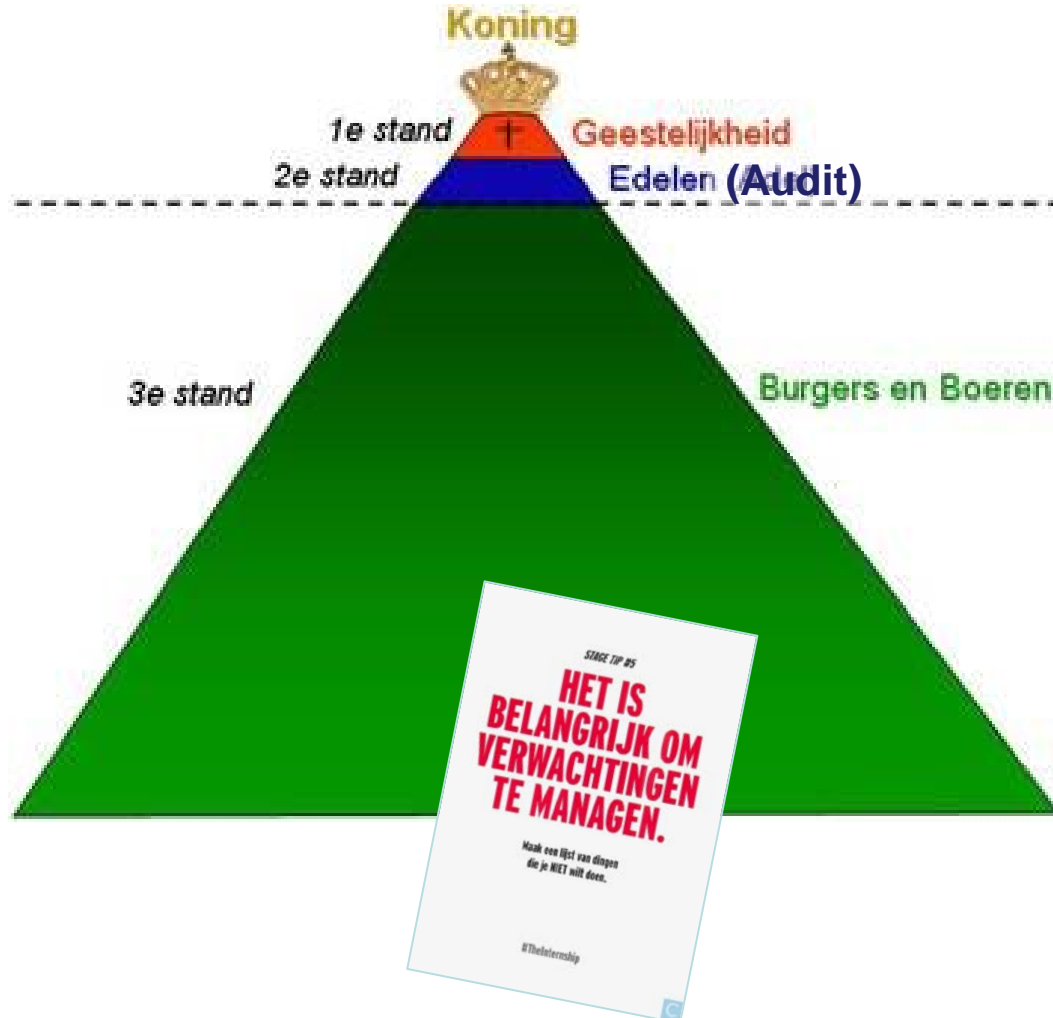 Koning
1e stand
Geestelijkheid
2e stand
Edelen (Audit)
3e stand
Burgers en Boeren
STAGE TIP #5
HET IS
BELANGRIJK OM
VERWACHTINGEN
TE MANAGEN.
Maak een lijst van dingen
die je NIET wilt doen.
#TheInternship
C